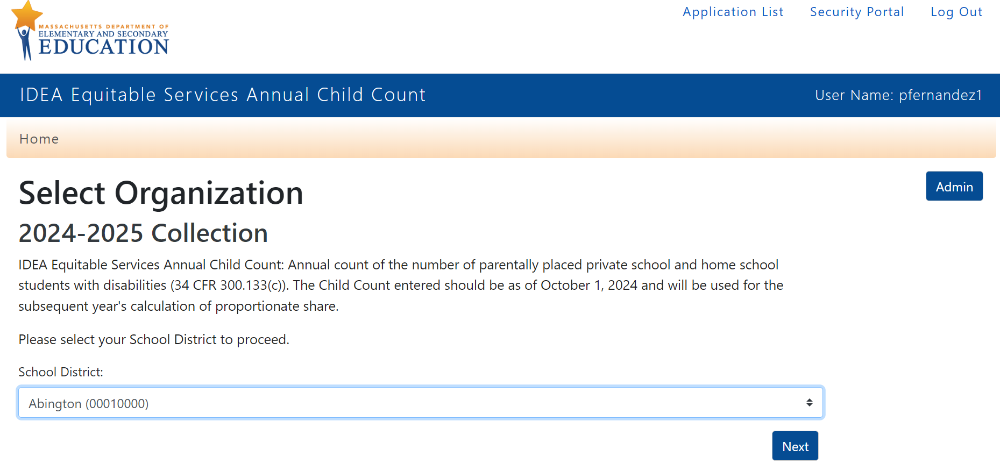 MASSACHUSETTS DEPARTMENT OF
ELEMENTARY AND SECONDARY
EDUCATION
Application List Security Portal Log Out
IDEA Equitable Services Annual Child Count User Name: pfernandez1
Home
Select Organization
Admin
2024-2025 Collection
IDEA Equitable Services Annual Child Count: Annual count of the number of parentally placed private school and home school
students with disabilities (34 CFR 300.133(c)). The Child Count entered should be as of October 1, 2024 and will be used for the
subsequent year's calculation of proportionate share.
Please select your School District to proceed.
School District:
Abington (00010000)
Next